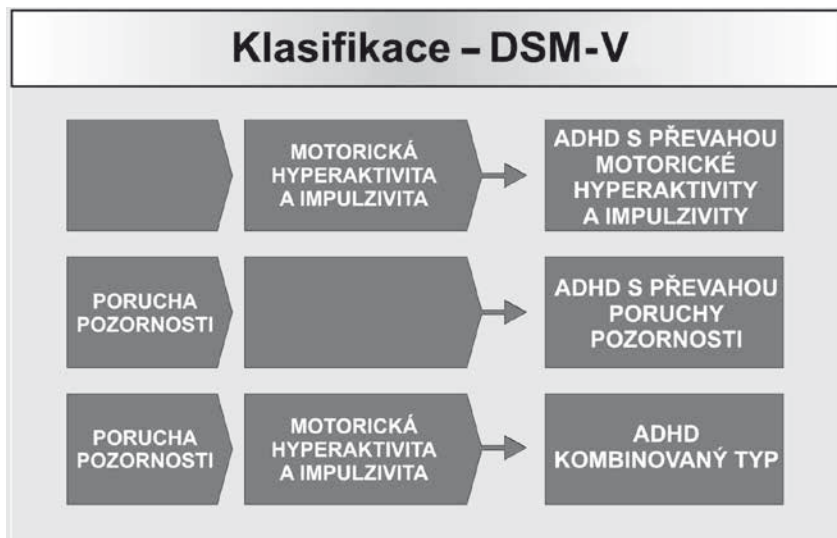 Klasifikace – DSM-V
MOTORICKÁ
HYPERAKTIVITA
A IMPULZIVITA
ADHD S PŘEVAHOU
MOTORICKÉ
HYPERAKTIVITY
A IMPULZIVITY
PORUCHA
POZORNOSTI
ADHD S PŘEVAHOU
PORUCHY
POZORNOSTI
PORUCHA
POZORNOSTI
MOTORICKÁ
HYPERAKTIVITA
A IMPULZIVITA
ADHD
KOMBINOVANÝ TYP